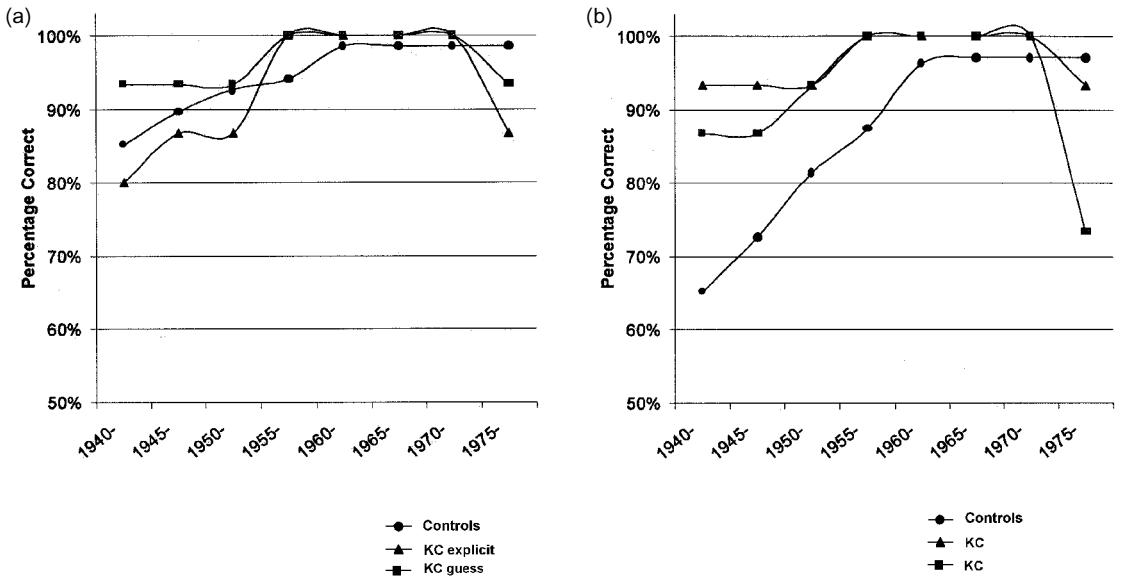 (a)
Percentage Correct
100%
90%
80%
70%
60%
50%
1940-
1945-
1950-
1955-
1960-
1965-
1970-
1975-
Controls
KC explicit
KC guess
(b)
Percentage Correct
100%
90%
80%
70%
60%
50%
1940-
1945-
1950-
1955-
1960-
1965-
1970-
1975-
Controls
KC
KC